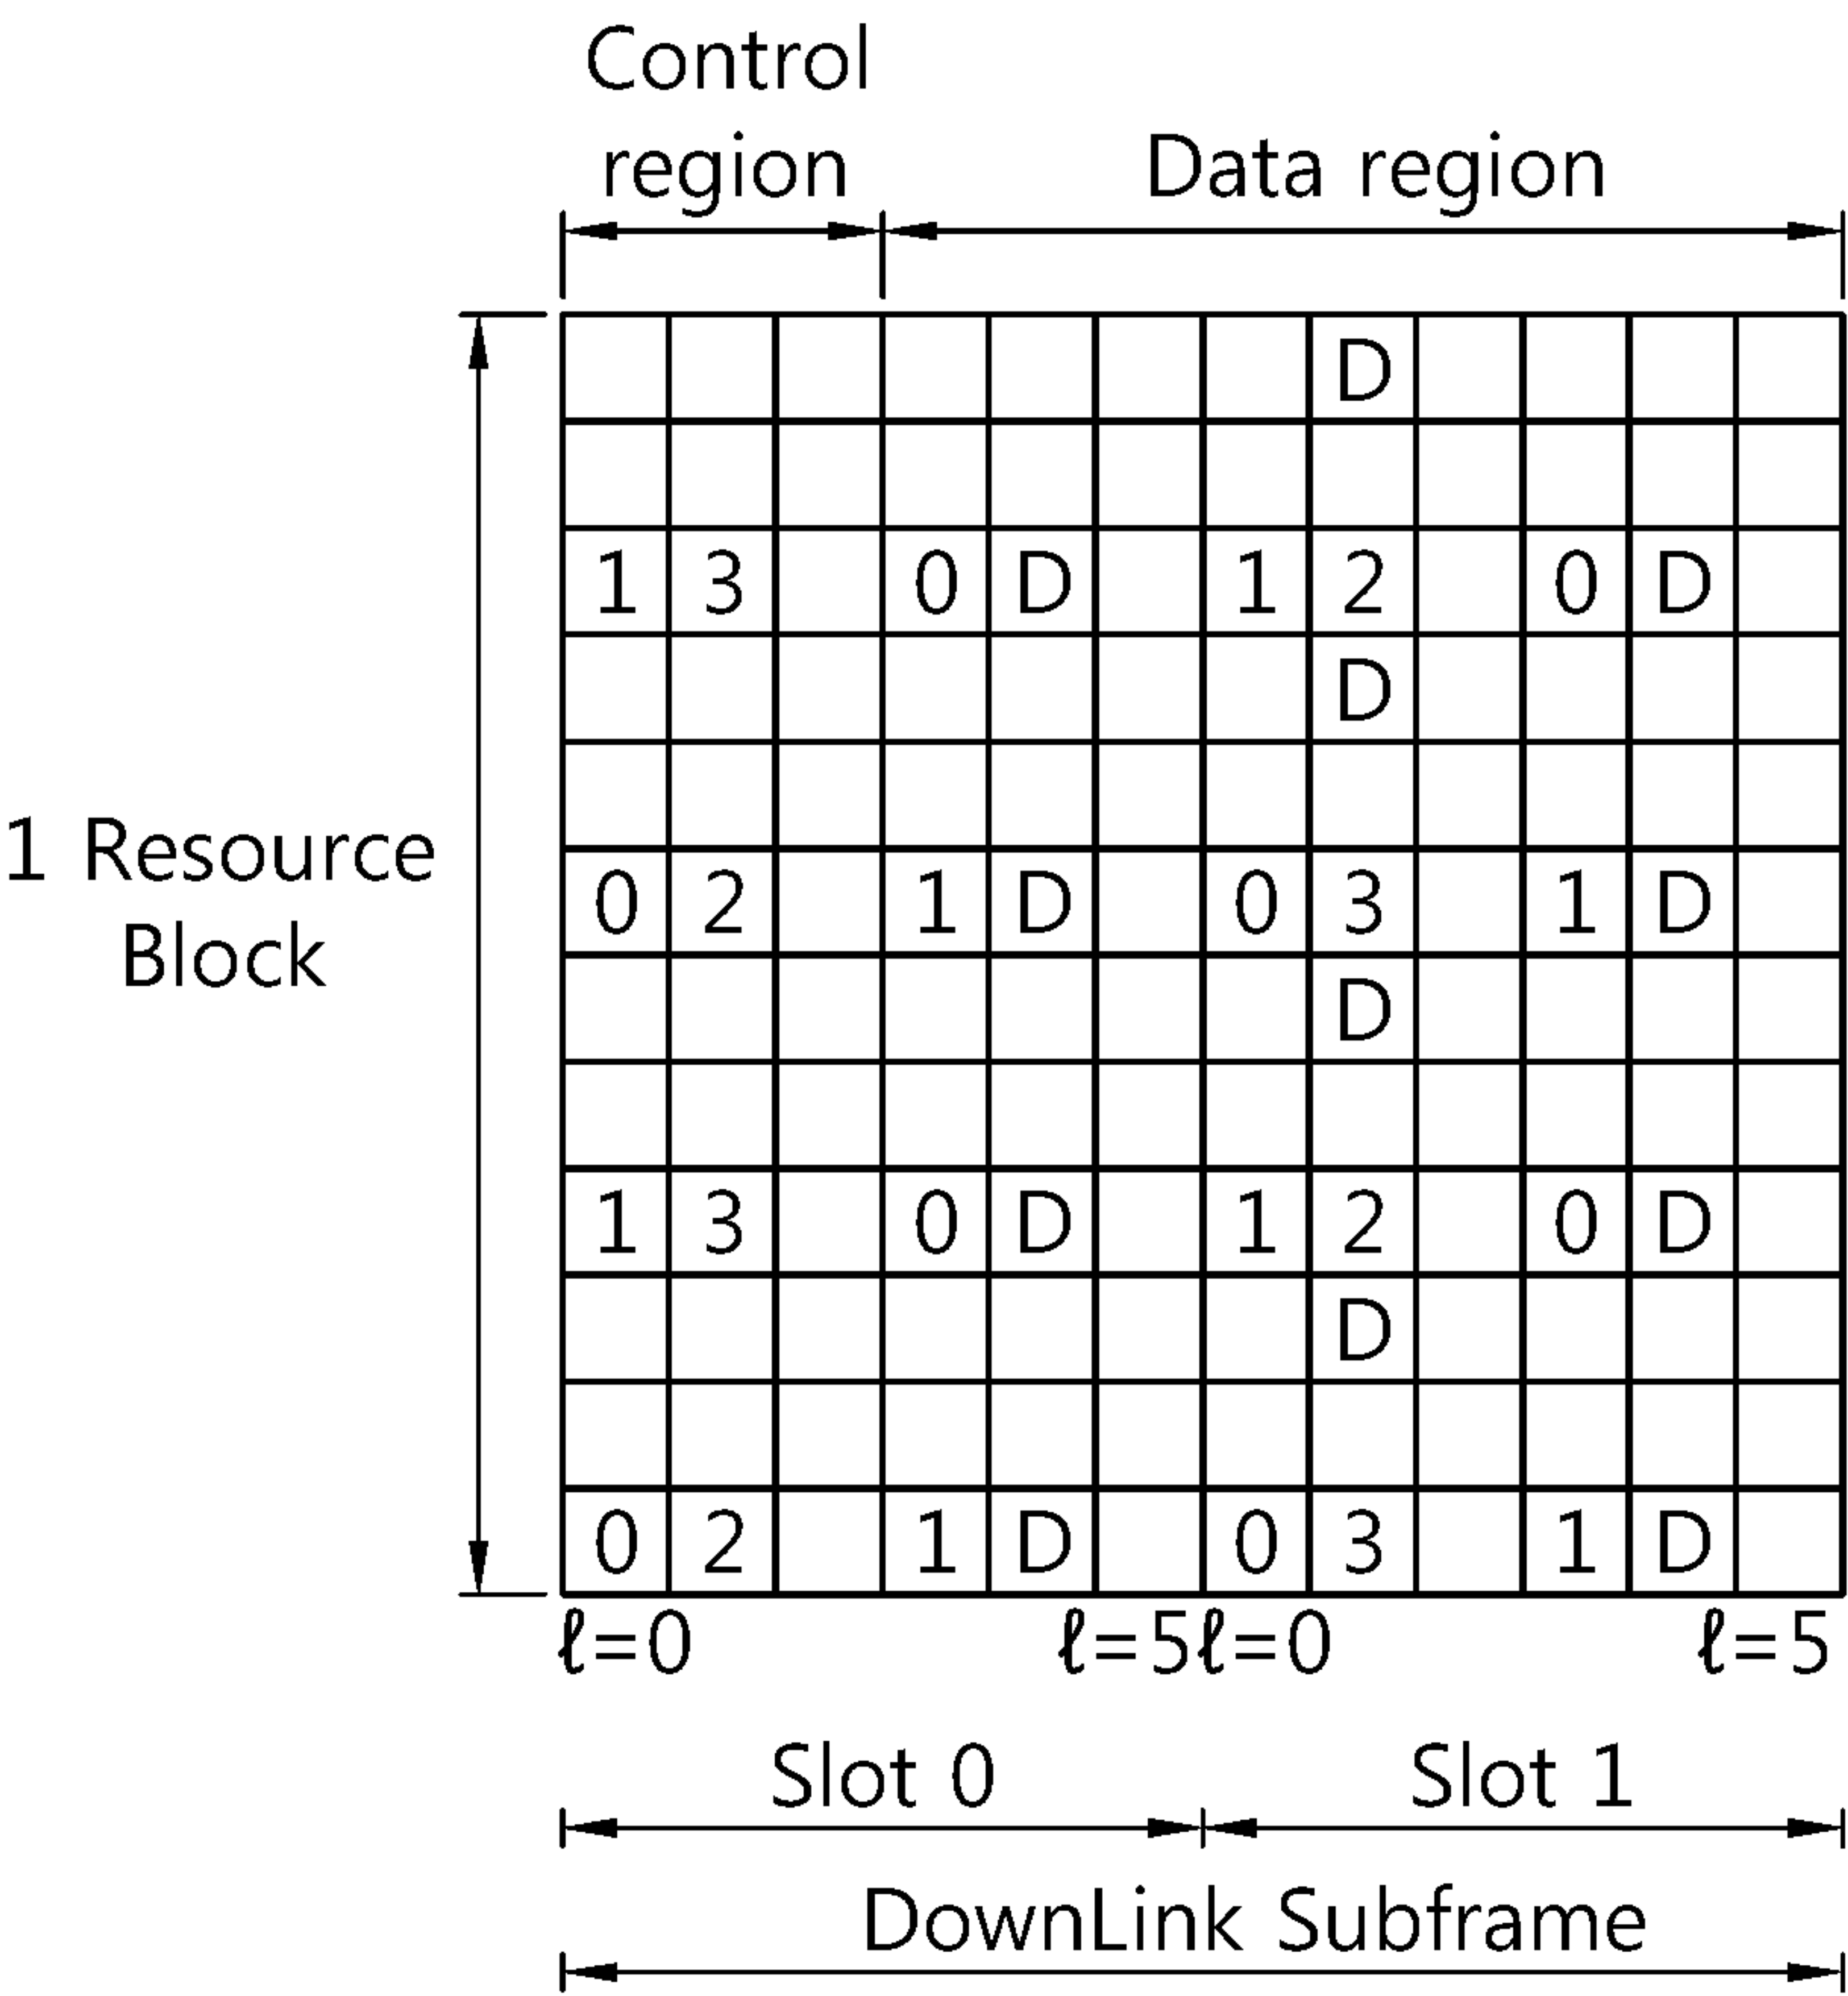 Control
region
Data region
D
1 3 0 D 1 2 0 D
D
1 Resource
Block
0 2 1 D 0 3 1 D
D
1 3 0 D 1 2 0 D
D
0 2 1 D 0 3 1 D
ℓ=0 ℓ=5 ℓ=0 ℓ=5
Slot 0 Slot 1
DownLink Subframe